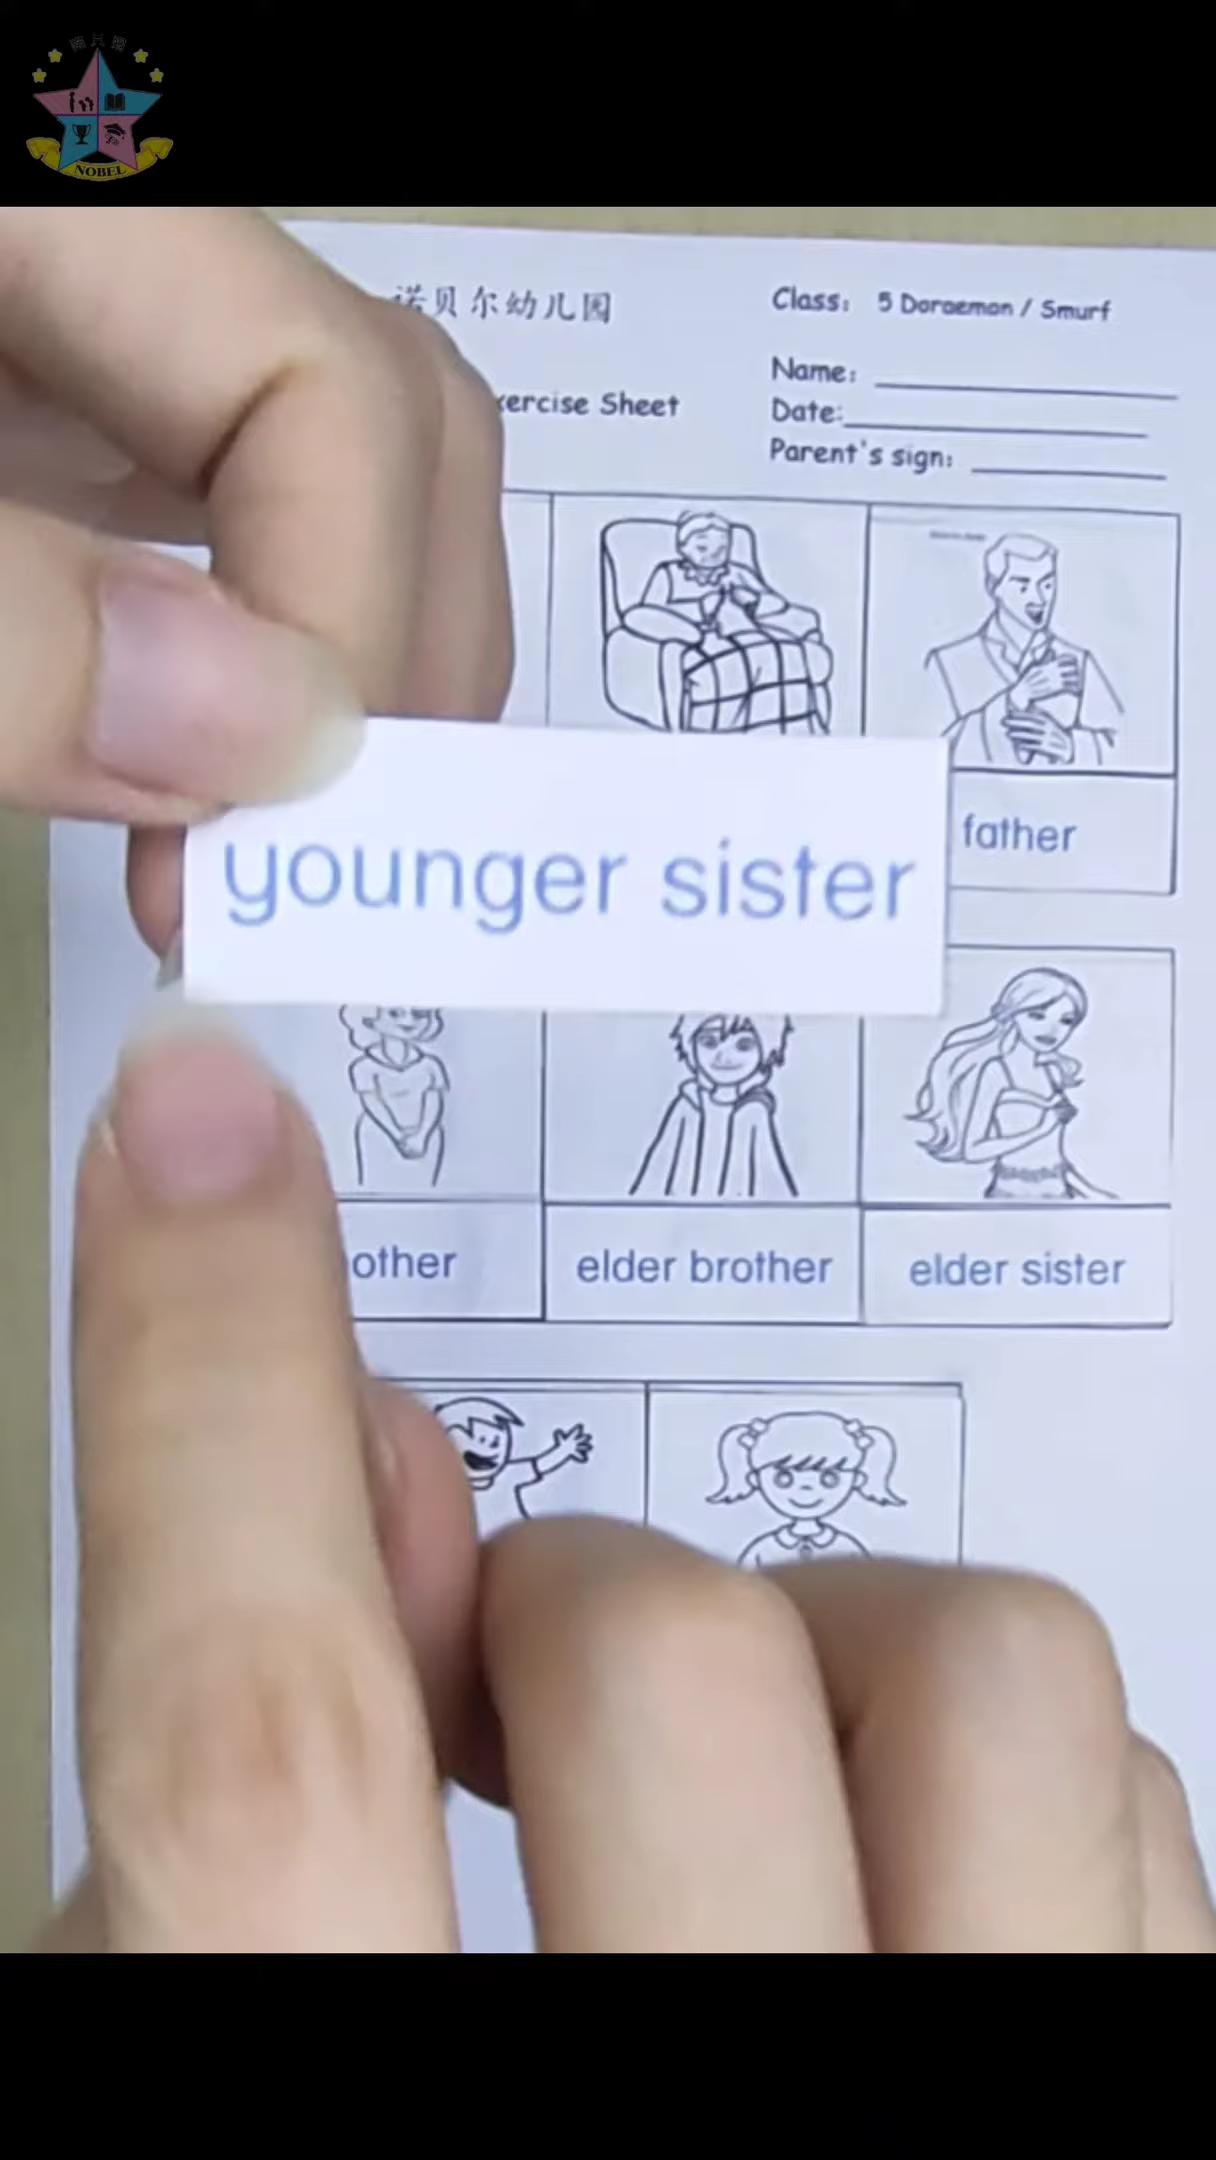 NOBEL
诺贝尔幼儿园
Class: 5 Doraemon / Smurf
Name:
Exercise Sheet
Date:
Parent's sign:
younger sister
father
other
elder brother
elder sister